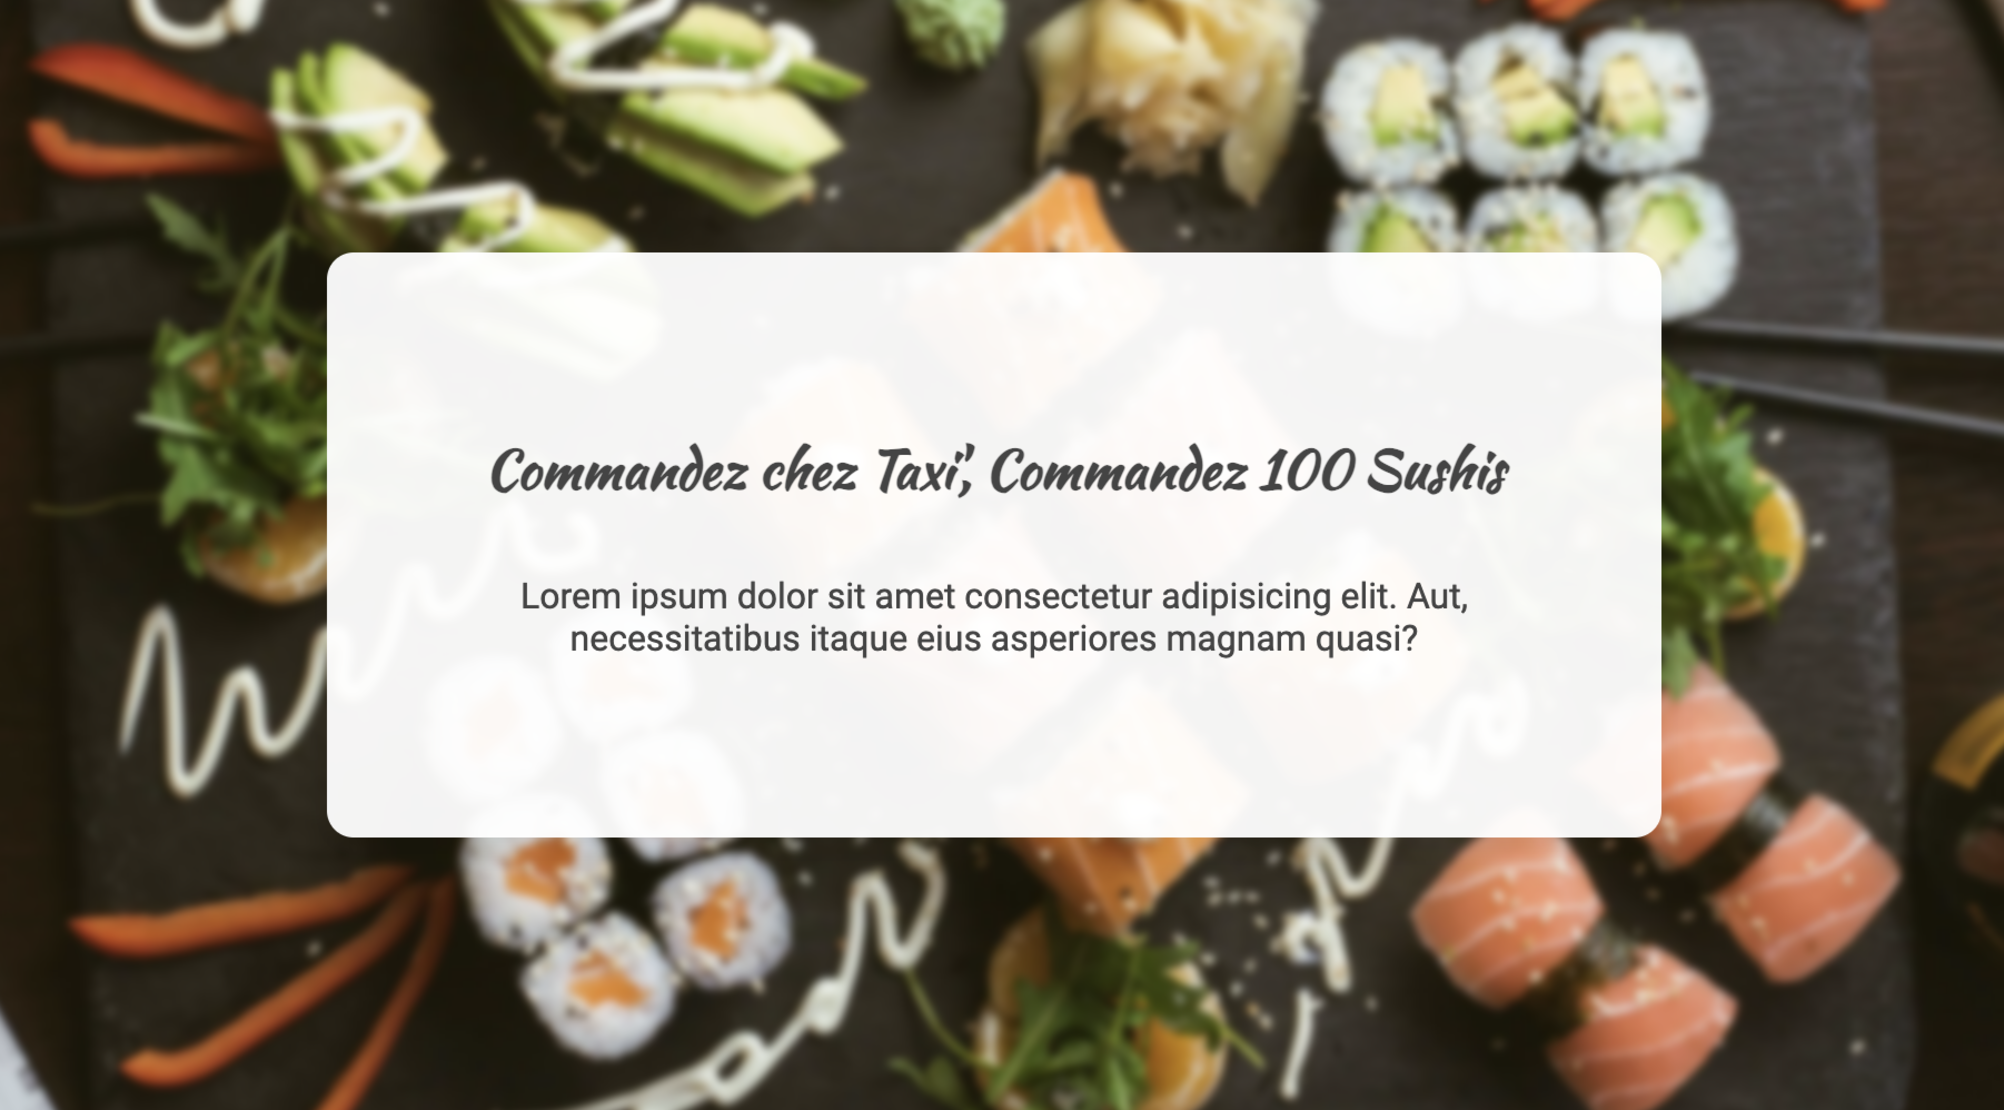 Commandez chez Taxi', Commandez 100 Sushis
Lorem ipsum dolor sit amet consectetur adipisicing elit. Aut,
necessitatibus itaque eius asperiores magnam quasi?